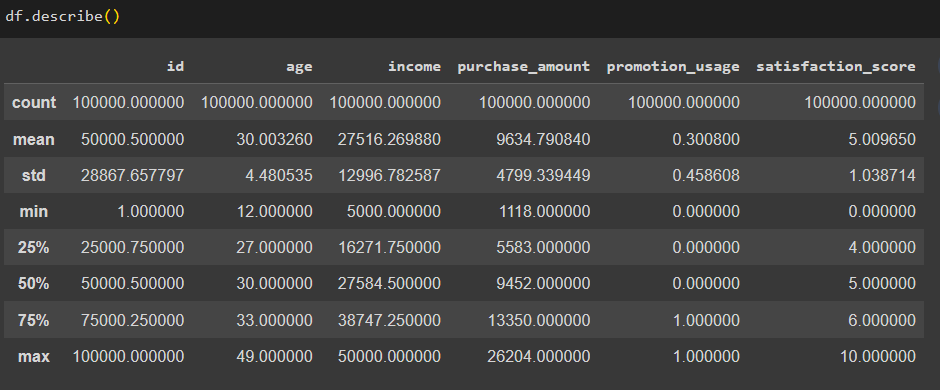 df.describe()
id age income purchase_amount promotion_usage satisfaction_score
count 100000.000000 100000.000000 100000.000000 100000.000000 100000.000000 100000.000000
mean 50000.500000 30.003260 27516.269880 9634.790840 0.300800 5.009650
std 28867.657797 4.480535 12996.782587 4799.339449 0.458608 1.038714
min 1.000000 12.000000 5000.000000 1118.000000 0.000000 0.000000
25% 25000.750000 27.000000 16271.750000 5583.000000 0.000000 4.000000
50% 50000.500000 30.000000 27584.500000 9452.000000 0.000000 5.000000
75% 75000.250000 33.000000 38747.250000 13350.000000 1.000000 6.000000
max 100000.000000 49.000000 50000.000000 26204.000000 1.000000 10.000000